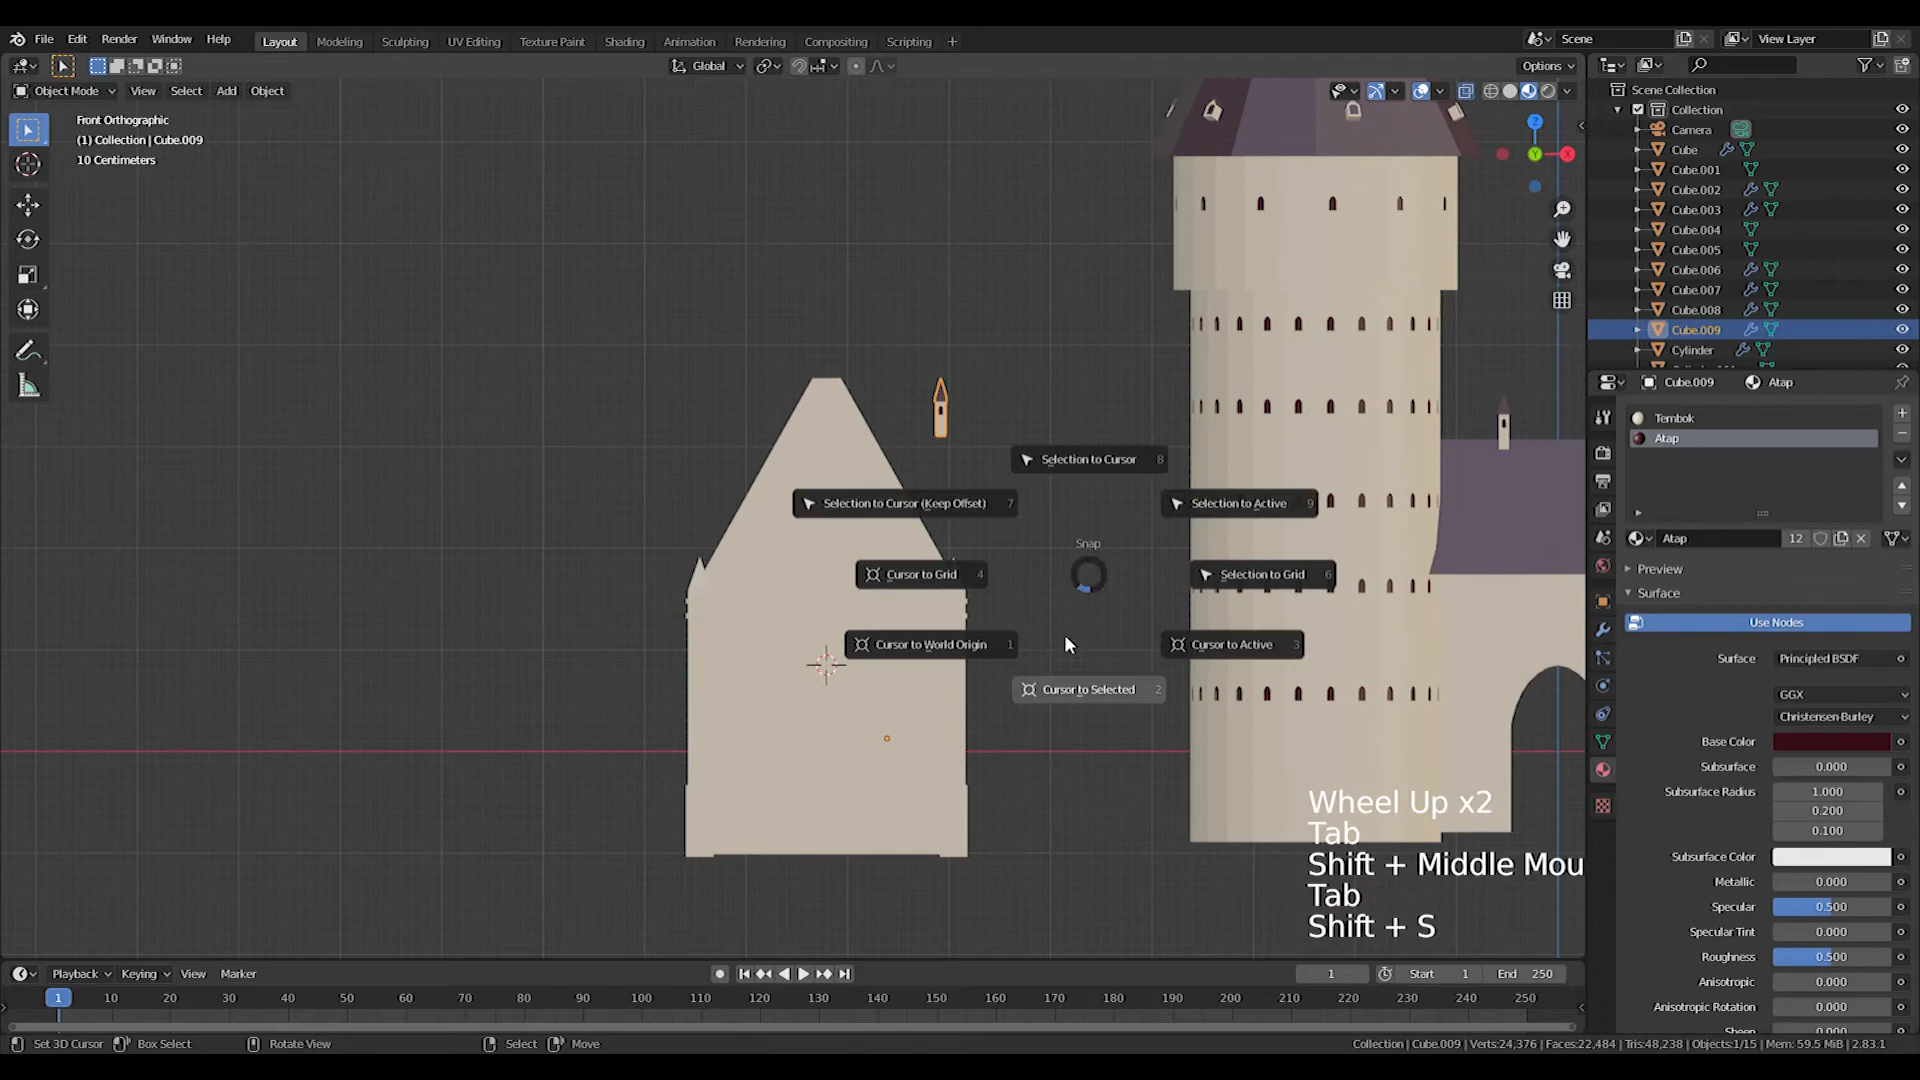 File Edit Render Window Help Layout Modeling Sculpting UV Editing Texture Paint Shading Animation Rendering Compositing Scripting + Scene View Layer
Global Options
Object Mode View Select Add Object
Front Orthographic
(1) Collection | Cube.009
10 Centimeters
Z
Y
X
Scene Collection
Collection
Camera
Cube
Cube.001
Cube.002
Cube.003
Cube.004
Cube.005
Cube.006
Cube.007
Cube.008
Cube.009
Cylinder
Cube.009 Atap
Tembok
Atap
Atap 12
Preview
Surface
Use Nodes
Surface Principled BSDF
GGX
Christensen-Burley
Base Color
Subsurface 0.000
Subsurface Radius 1.000
0.200
0.100
Subsurface Color
Metallic 0.000
Specular 0.500
Specular Tint 0.000
Roughness 0.500
Anisotropic 0.000
Anisotropic Rotation 0.000
Sheen 0.000
Selection to Cursor 8
Selection to Cursor (Keep Offset) 7
Selection to Active 9
Snap
Cursor to Grid 4
Selection to Grid 6
Cursor to World Origin 1
Cursor to Active 3
Cursor to Selected 2
Wheel Up x2
Tab
Shift + Middle Mou
Tab
Shift + S
Playback Keying View Marker 1 Start 1 End 250
1 10 20 30 40 50 60 70 80 90 100 110 120 130 140 150 160 170 180 190 200 210 220 230 240 250
Set 3D Cursor Box Select Rotate View Select Move Collection | Cube.009 | Verts:24,376 | Faces:22,484 | Tris:48,238 | Objects:1/15 | Mem: 59.5 MiB | 2.83.1